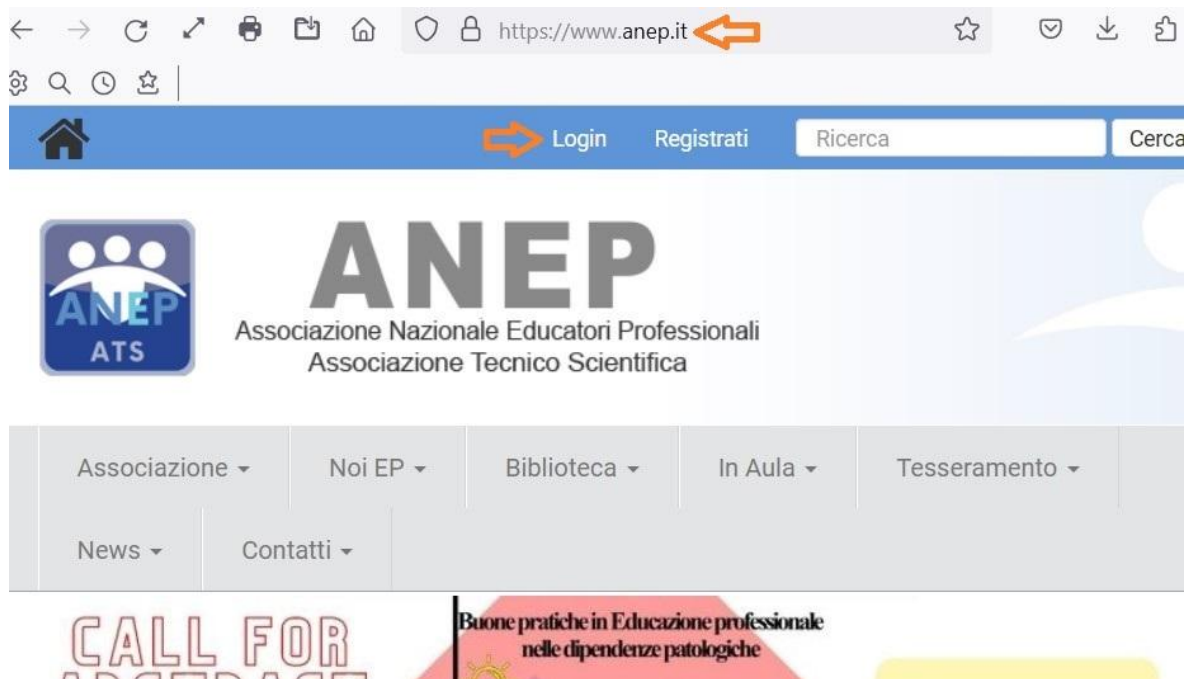 https://www.anep.it
Login Registrati Ricerca Cerca
ANEP
ATS
ANEP
Associazione Nazionale Educatori Professionali
Associazione Tecnico Scientifica
Associazione Noi EP Biblioteca In Aula Tesseramento
News Contatti
CALL FOR
ABSTRACT
Buone pratiche in Educazione professionale
nelle dipendenze patologiche